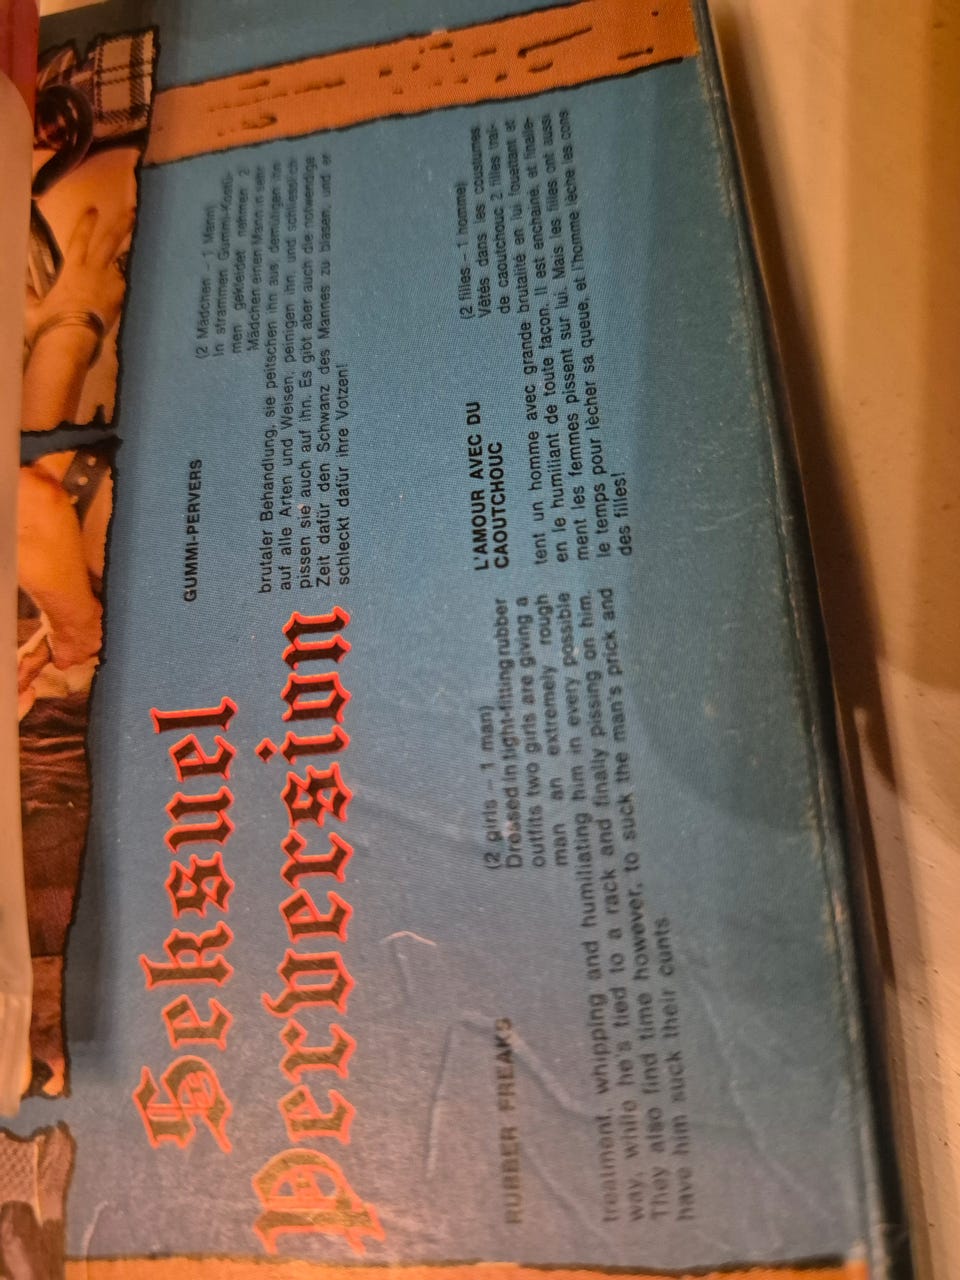 Seksuel
Perversion
GUMMI-PERVERS
(2 Mädchen – 1 Mann)
In strammen Gummi-Kostü-
men gekleidet nehmen 2
Mädchen einen Mann in sehr
brutaler Behandlung, sie peitschen ihn aus, demütigen ihn
auf alle Arten und Weisen, peinigen ihn, und schliesslich
pissen sie auch auf ihn. Es gibt aber auch die notwendige
Zeit dafür den Schwanz des Mannes zu blasen, und er
schleckt dafür ihre Votzen!
RUBBER FREAKS
(2 girls – 1 man)
Dressed in tight-fitting rubber
outfits two girls are giving a
man an extremely rough
treatment, whipping and humiliating him in every possible
way, while he's tied to a rack and finally pissing on him.
They also find time however, to suck the man's prick and
have him suck their cunts
L'AMOUR AVEC DU
CAOUTCHOUC
(2 filles – 1 homme)
Vêtês dans les coustumes
de caoutchouc 2 filles trai-
tent un homme avec grande brutalité en lui fouettant et
en le humiliant de toute façon. Il est enchainé, et finale-
ment les femmes pissent sur lui. Mais les filles ont aussi
le temps pour lècher sa queue, et l'homme lèche les cons
des filles!